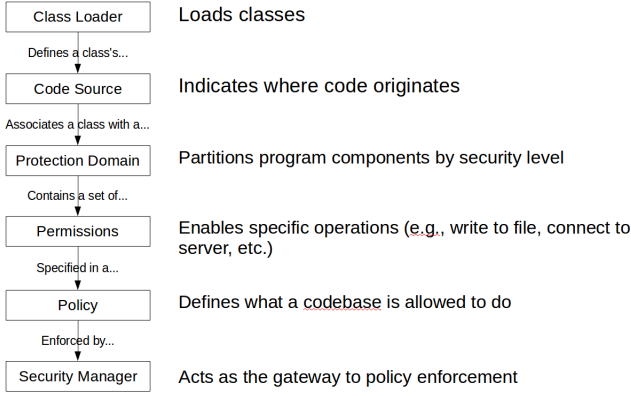 Class Loader
Loads classes
Defines a class's...
Code Source
Indicates where code originates
Associates a class with a...
Protection Domain
Partitions program components by security level
Contains a set of...
Permissions
Enables specific operations (e.g., write to file, connect to
server, etc.)
Specified in a...
Policy
Defines what a codebase is allowed to do
Enforced by...
Security Manager
Acts as the gateway to policy enforcement